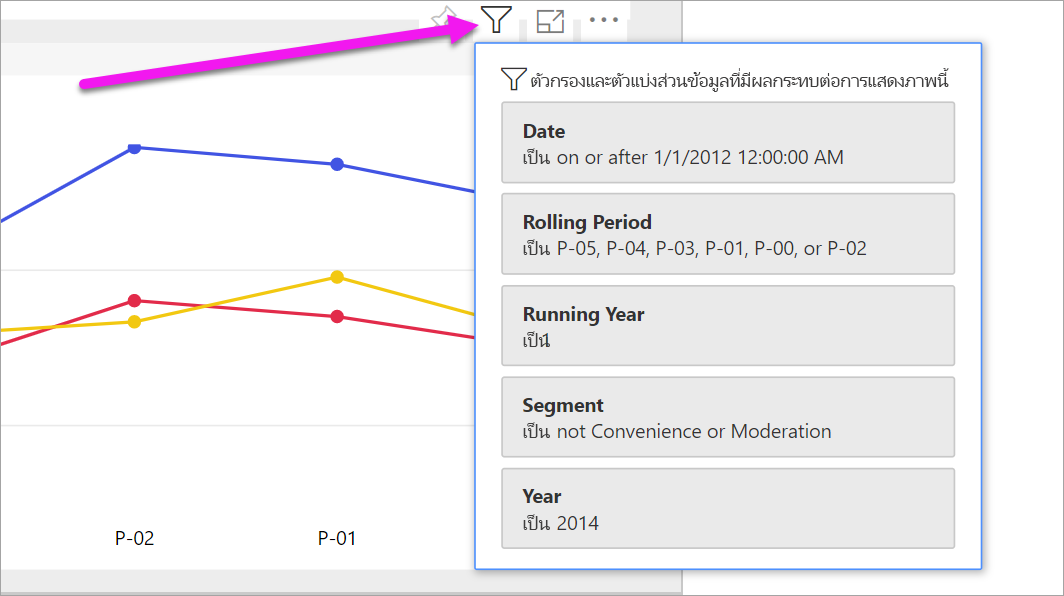 ตัวกรองและตัวแบ่งส่วนข้อมูลที่มีผลกระทบต่อการแสดงภาพนี้
Date
เป็น on or after 1/1/2012 12:00:00 AM
Rolling Period
เป็น P-05, P-04, P-03, P-01, P-00, or P-02
Running Year
เป็น1
Segment
เป็น not Convenience or Moderation
Year
เป็น 2014
P-02
P-01